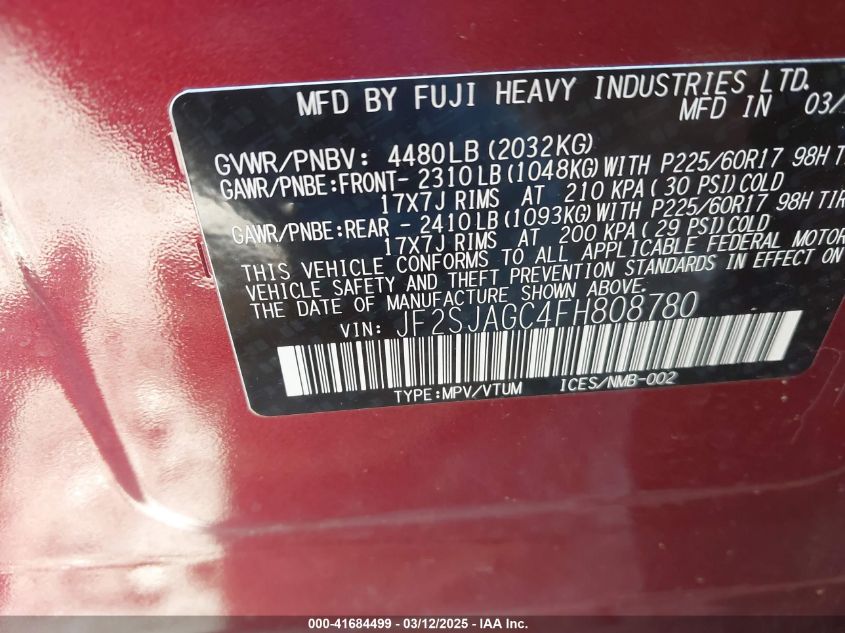 MFD BY FUJI HEAVY INDUSTRIES LTD.
MFD IN 03/
GVWR/PNBV: 4480LB(2032KG)
GAWR/PNBE:FRONT- 2310LB(1048KG)WITH P225/60R17 98H TIR
17X7J RIMS AT 210 KPA(30 PSI)COLD
GAWR/PNBE:REAR - 2410LB(1093KG)WITH P225/60R17 98H TIR
17X7J RIMS AT 200 KPA(29 PSI)COLD
THIS VEHICLE CONFORMS TO ALL APPLICABLE FEDERAL MOTOR
VEHICLE SAFETY AND THEFT PREVENTION STANDARDS IN EFFECT ON
THE DATE OF MANUFACTURE SHOWN ABOVE.
VIN: JF2SJAGC4FH808780
TYPE:MPV/VTUM ICES/NMB-002
000-41684499 - 03/12/2025 - IAA Inc.